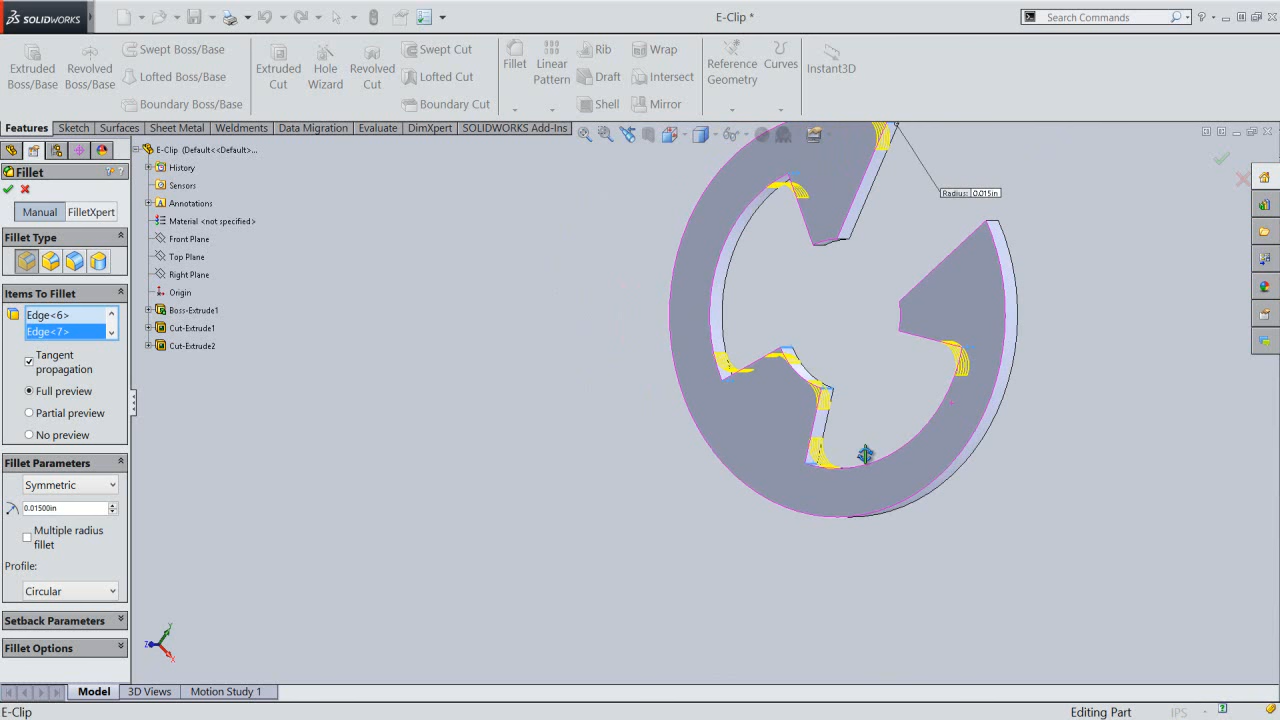 SOLIDWORKS
E-Clip *
Search Commands
Extruded Boss/Base
Revolved Boss/Base
Swept Boss/Base
Lofted Boss/Base
Boundary Boss/Base
Extruded Cut
Hole Wizard
Revolved Cut
Swept Cut
Lofted Cut
Boundary Cut
Fillet
Linear Pattern
Rib
Draft
Shell
Wrap
Intersect
Mirror
Reference Geometry
Curves
Instant3D
Features
Sketch
Surfaces
Sheet Metal
Weldments
Data Migration
Evaluate
DimXpert
SOLIDWORKS Add-Ins
Fillet
Manual
FilletXpert
Fillet Type
Items To Fillet
Edge<6>
Edge<7>
Tangent
propagation
Full preview
Partial preview
No preview
Fillet Parameters
Symmetric
0.01500in
Multiple radius
fillet
Profile:
Circular
Setback Parameters
Fillet Options
E-Clip (Default<<Default>...
History
Sensors
Annotations
Material <not specified>
Front Plane
Top Plane
Right Plane
Origin
Boss-Extrude1
Cut-Extrude1
Cut-Extrude2
Radius: 0.015in
Y
Z
X
Model
3D Views
Motion Study 1
E-Clip
Editing Part
IPS